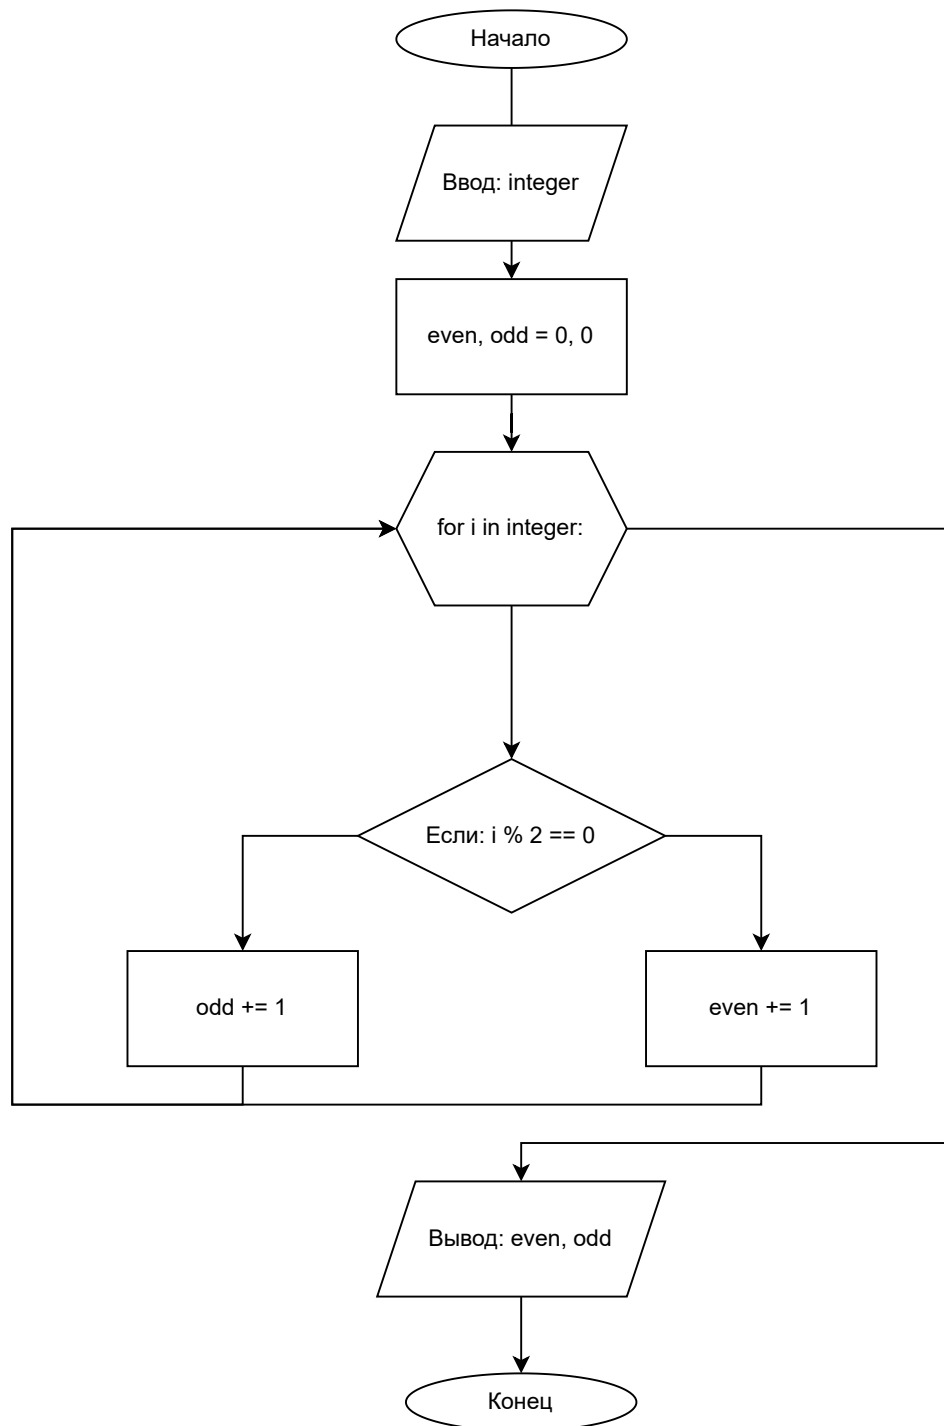 Начало
Ввод: integer
even, odd = 0, 0
for i in integer:
Если: i % 2 == 0
odd += 1
even += 1
Вывод: even, odd
Конец